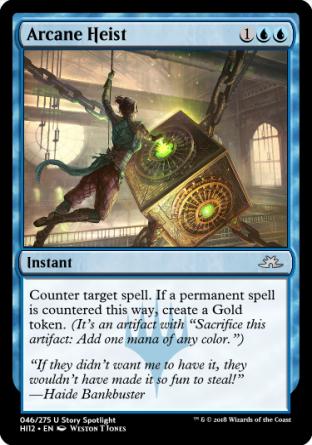 Arcane Heist 1
Instant
Counter target spell. If a permanent spell
is countered this way, create a Gold
token. (It's an artifact with “Sacrifice this
artifact: Add one mana of any color.”)
“If they didn't want me to have it, they
wouldn't have made it so fun to steal!”
—Haide Bankbuster
046/275 U Story Spotlight
HI12 • EN Weston T Jones
™ & © 2018 Wizards of the Coast